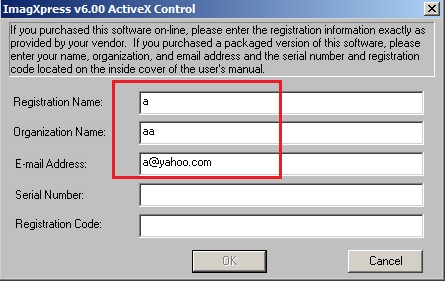 ImagXpress v6.00 ActiveX Control
If you purchased this software on-line, please enter the registration information exactly as
provided by your vendor. If you purchased a packaged version of this software, please
enter your name, organization, and email address and the serial number and registration
code located on the inside cover of the user's manual.
Registration Name: a
Organization Name: aa
E-mail Address: a@yahoo.com
Serial Number:
Registration Code:
OK Cancel